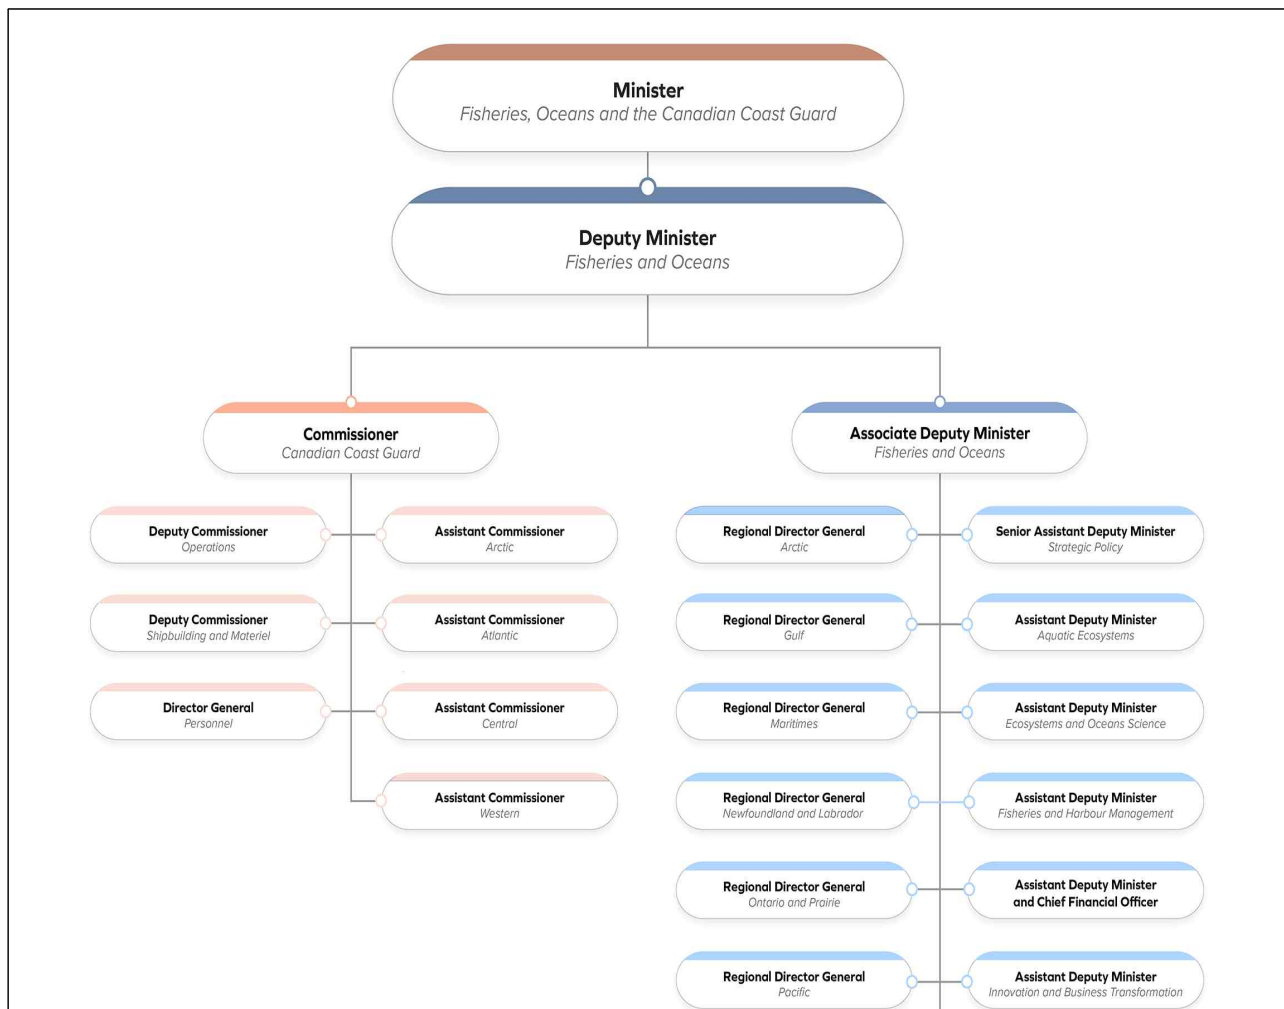 Minister
Fisheries, Oceans and the Canadian Coast Guard
Deputy Minister
Fisheries and Oceans
Commissioner
Canadian Coast Guard
Deputy Commissioner
Operations
Assistant Commissioner
Arctic
Deputy Commissioner
Shipbuilding and Materiel
Assistant Commissioner
Atlantic
Director General
Personnel
Assistant Commissioner
Central
Assistant Commissioner
Western
Associate Deputy Minister
Fisheries and Oceans
Regional Director General
Arctic
Senior Assistant Deputy Minister
Strategic Policy
Regional Director General
Gulf
Assistant Deputy Minister
Aquatic Ecosystems
Regional Director General
Maritimes
Assistant Deputy Minister
Ecosystems and Oceans Science
Regional Director General
Newfoundland and Labrador
Assistant Deputy Minister
Fisheries and Harbour Management
Regional Director General
Ontario and Prairie
Assistant Deputy Minister
and Chief Financial Officer
Regional Director General
Pacific
Assistant Deputy Minister
Innovation and Business Transformation